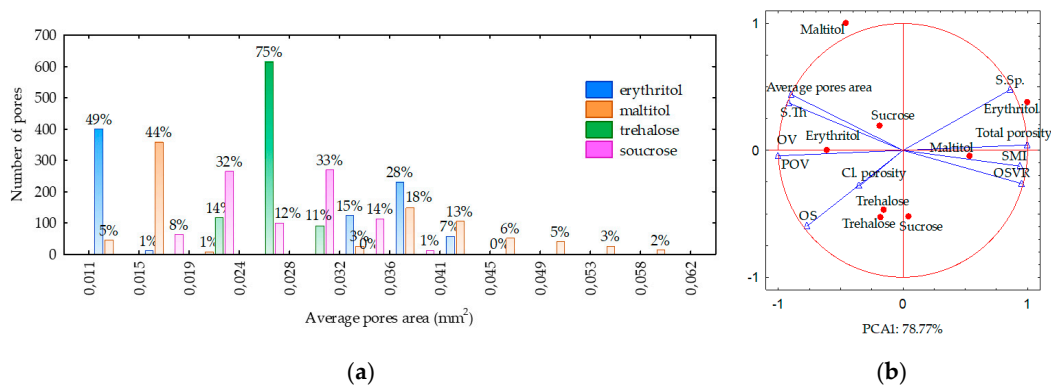 (a)
Number of pores
700
600
500
400
300
200
100
0
49%
5%
1%
44%
8%
1%
14%
32%
75%
12%
11%
33%
15%
3%
0%
14%
28%
18%
1%
7%
13%
0%
6%
5%
3%
2%
erythritol
maltitol
trehalose
soucrose
0,011
0,015
0,019
0,024
0,028
0,032
0,036
0,041
0,045
0,049
0,053
0,058
0,062
Average pores area (mm²)
(a)
(b)
1
0
-1
Maltitol
S.Sp.
Average pores area
S.Th
Erythritol
Sucrose
Total porosity
OV
Erythritol
Maltitol
SMI
POV
OSVR
Cl. porosity
Trehalose
OS
Trehalose
Sucrose
-1
0
1
PCA1: 78.77%
(b)